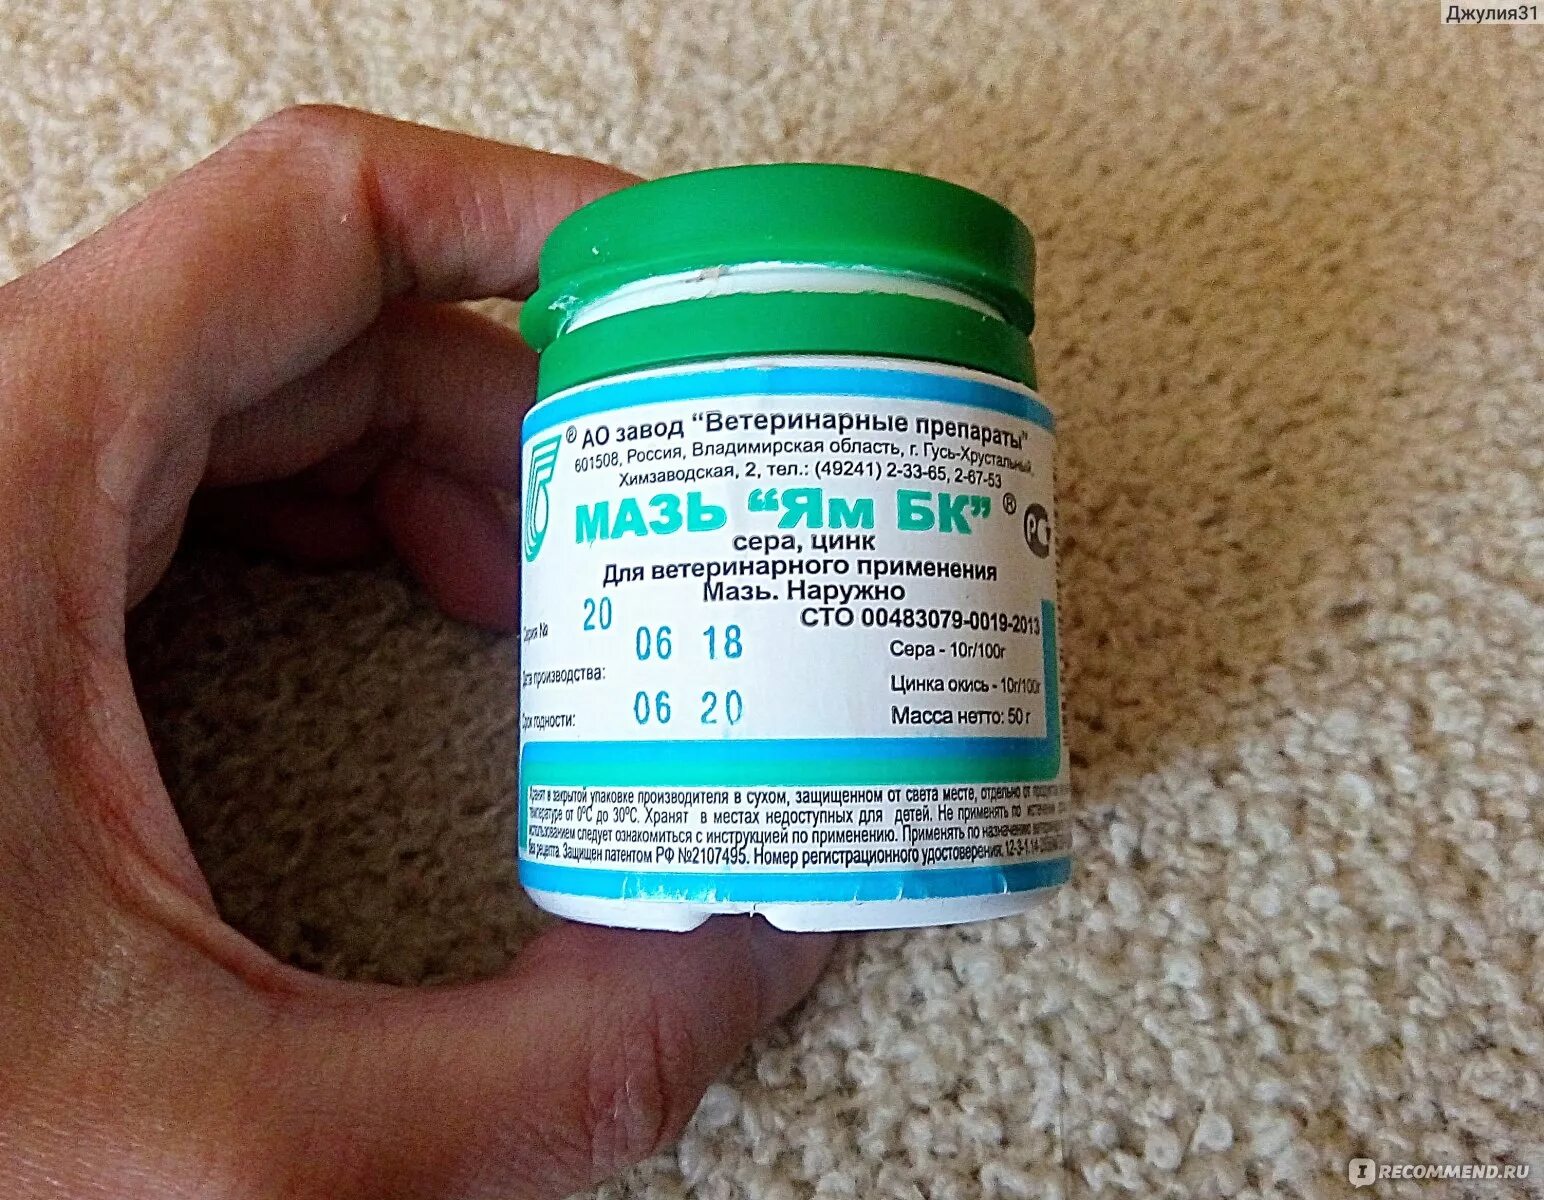 Джулия31
® АО завод "Ветеринарные препараты"
601508, Россия, Владимирская область, г. Гусь-Хрустальный,
Химзаводская, 2, тел.: (49241) 2-33-65, 2-67-53
МАЗЬ "Ям БК" ®
сера, цинк
Для ветеринарного применения
Мазь. Наружно
СТО 00483079-0019-2013
Серия № 20
06 18
Сера - 10г/100г
Дата производства:
Цинка окись - 10г/100г
06 20
Срок годности:
Масса нетто: 50 г
Хранят в закрытой упаковке производителя в сухом, защищенном от света месте, отдельно от
температуре от 0°С до 30°С. Хранят в местах недоступных для детей. Не применять по
использованием следует ознакомиться с инструкцией по применению. Применять по назначению
Без рецепта. Защищен патентом РФ №2107495. Номер регистрационного удостоверения:
IRECOMMEND.RU